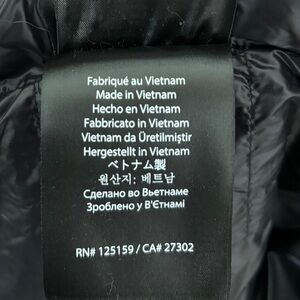 Fabriqué au Vietnam
Made in Vietnam
Hecho en Vietnam
Fabbricato in Vietnam
Vietnam da Üretilmiştir
Hergestellt in Vietnam
ベトナム製
원산지: 베트남
Сделано во Вьетнаме
Зроблено у В'Єтнамі
RN# 125159 / CA# 27302